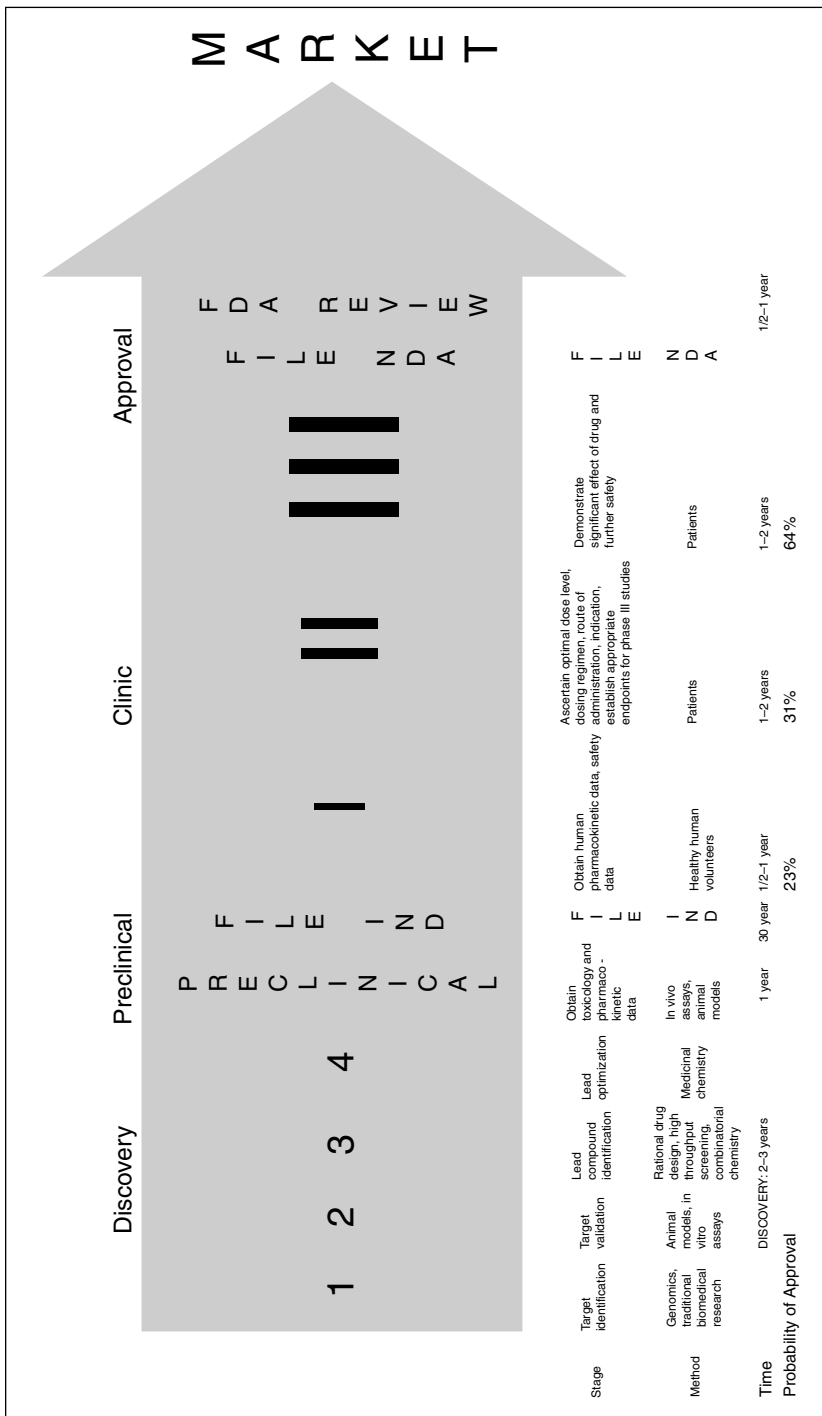 Discovery
Preclinical
Clinic
Approval
1
2
3
4
PRECLINICAL
FILE IND
I
II
III
FILE NDA
FDA REVIEW
MARKET
Stage
Target
identification
Target
validation
Lead
compound
identification
Lead
optimization
Obtain
toxicology and
pharmaco -
kinetic
data
FILE IND
Obtain human
pharmacokinetic data, safety
data
Ascertain optimal dose level,
dosing regimen, route of
administration, indication,
establish appropriate
endpoints for phase III studies
Demonstrate
significant effect of drug and
further safety
FILE NDA
Method
Genomics,
traditional
biomedical
research
Animal
models, in
vitro
assays
Rational drug
design, high
throughput
screening,
combinatorial
chemistry
Medicinal
chemistry
In vivo
assays,
animal
models
Healthy human
volunteers
Patients
Patients
Time
DISCOVERY: 2–3 years
1 year
30 year
1/2–1 year
1–2 years
1–2 years
1/2–1 year
Probability of Approval
23%
31%
64%